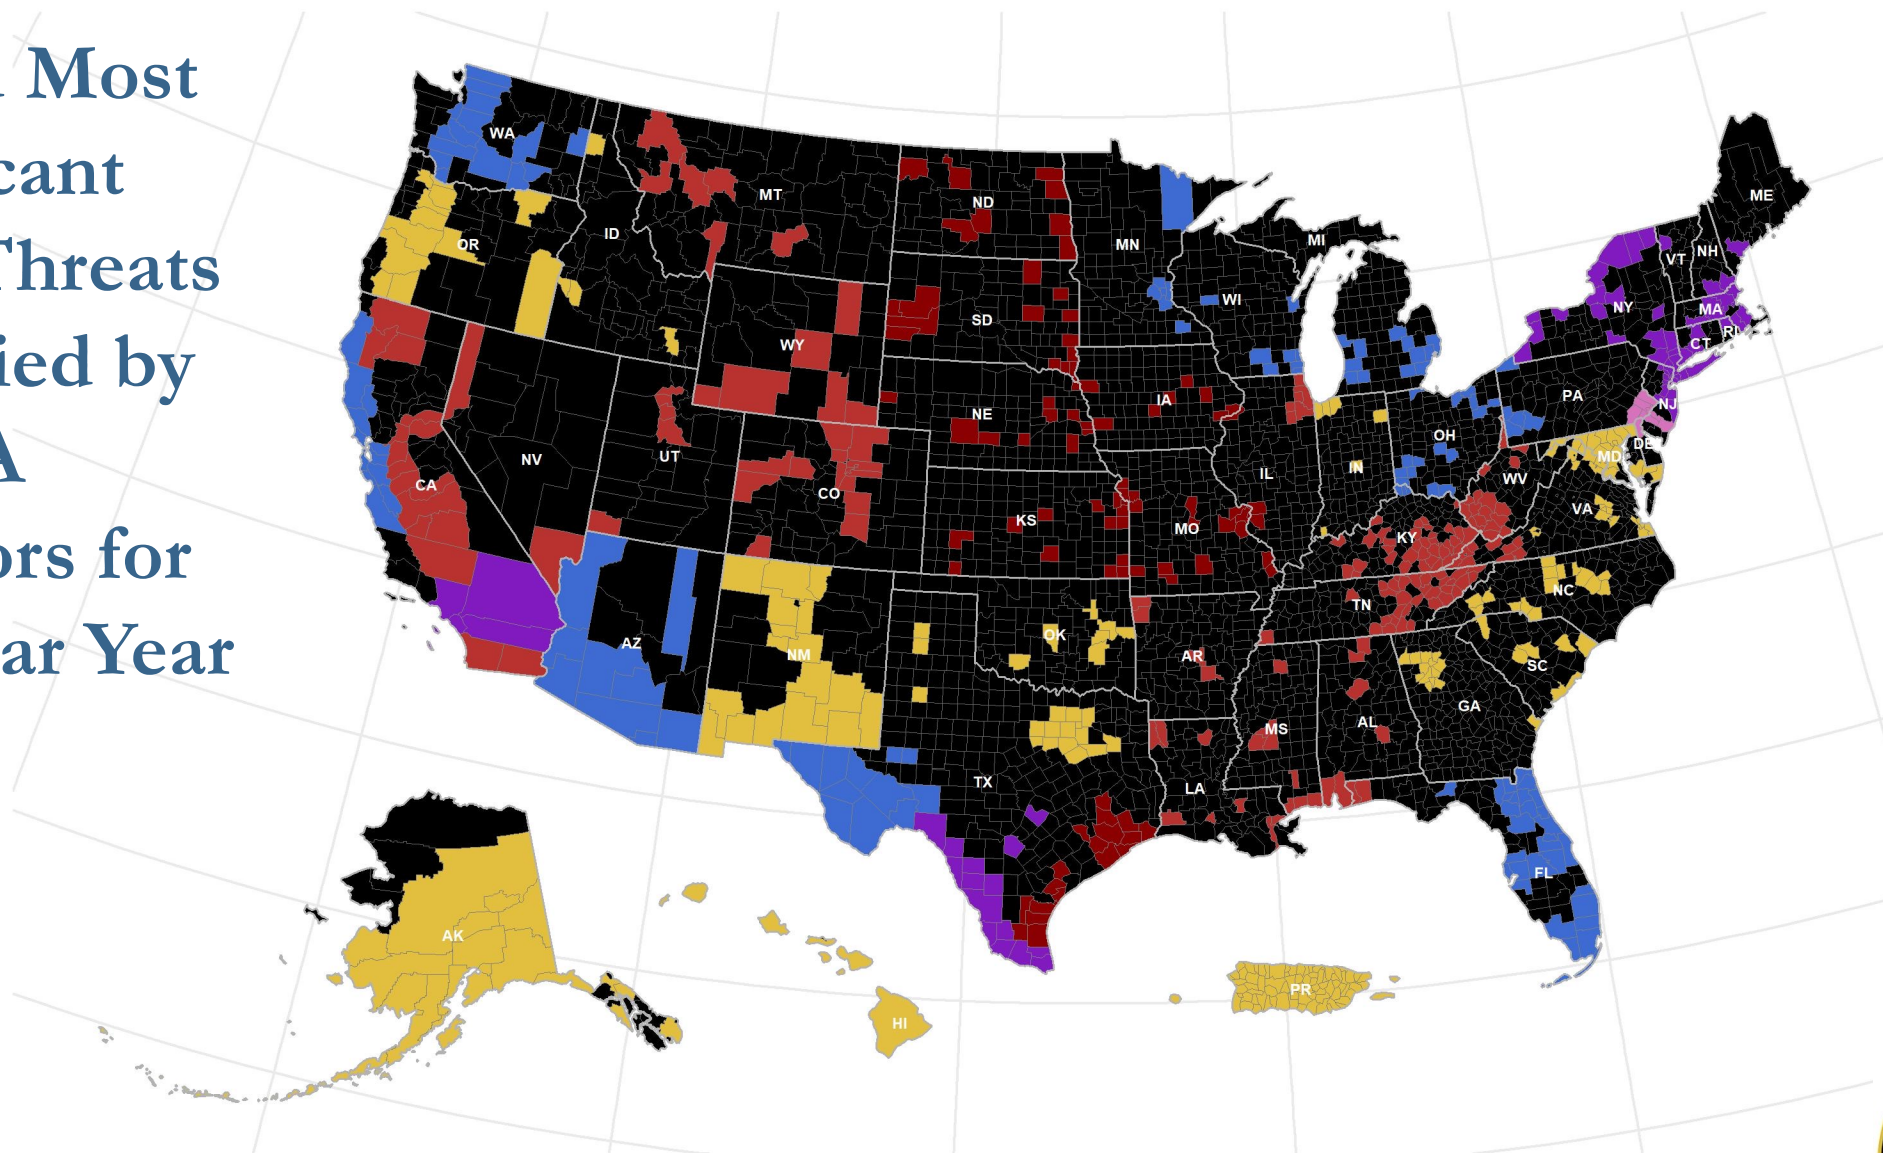 Most
cant
Threats
ied by
A
ors for
ar Year
WA
MT
ND
MN
MI
ME
OR
ID
SD
WI
VT
NH
NY
MA
RI
CT
WY
NE
IA
PA
NJ
NV
UT
CO
CA
IL
IN
OH
MD
DE
WV
VA
KS
MO
KY
NC
TN
AZ
NM
OK
AR
SC
MS
AL
GA
TX
LA
FL
AK
HI
PR